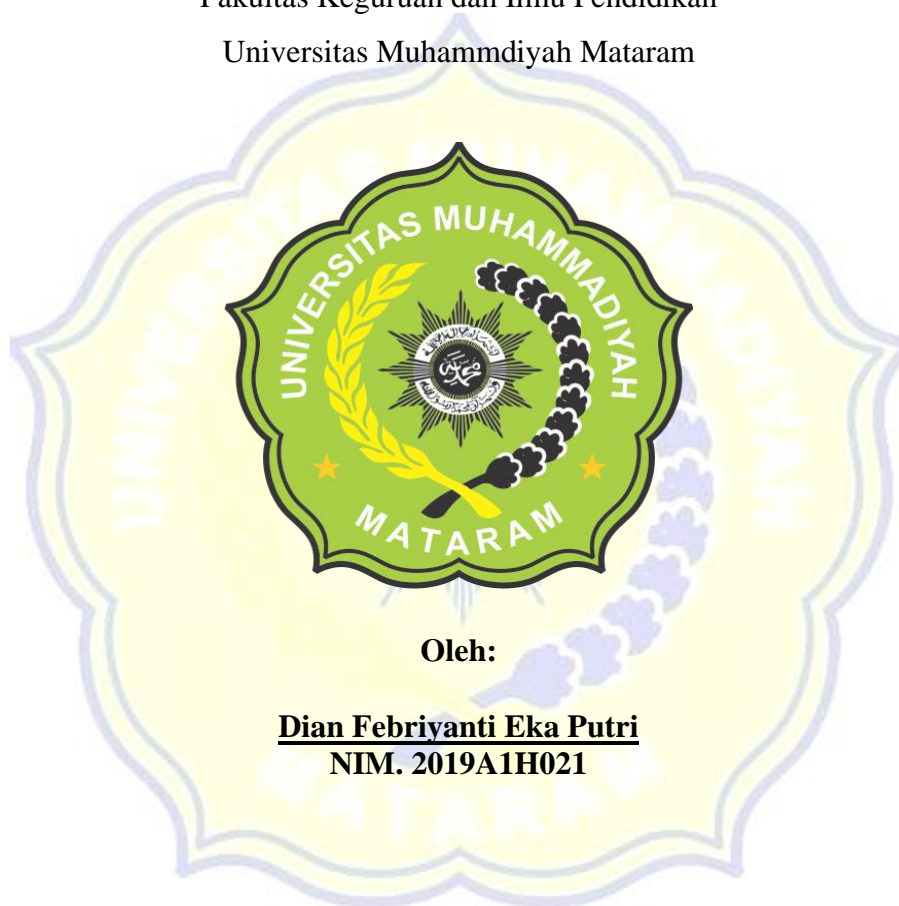 Fakultas Keguruan dan Ilmu Pendidikan
Universitas Muhammdiyah Mataram
UNIVERSITAS MUHAMMADIYAH
MATARAM
Oleh:
Dian Febriyanti Eka Putri
NIM. 2019A1H021